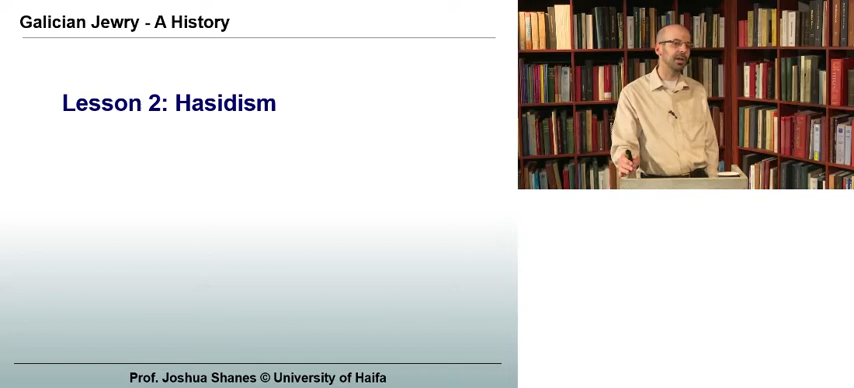 Galician Jewry - A History
Lesson 2: Hasidism
Prof. Joshua Shanes © University of Haifa